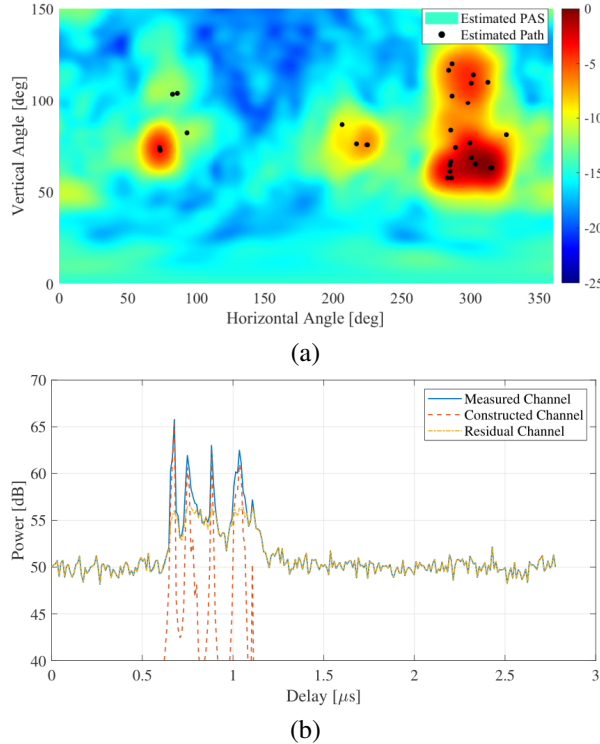 150
100
50
0
Vertical Angle [deg]
Estimated PAS
Estimated Path
0
-5
-10
-15
-20
-25
0 50 100 150 200 250 300 350
Horizontal Angle [deg]
(a)
70
65
60
55
50
45
40
Power [dB]
Measured Channel
Constructed Channel
Residual Channel
0 0.5 1 1.5 2 2.5 3
Delay [μs]
(b)